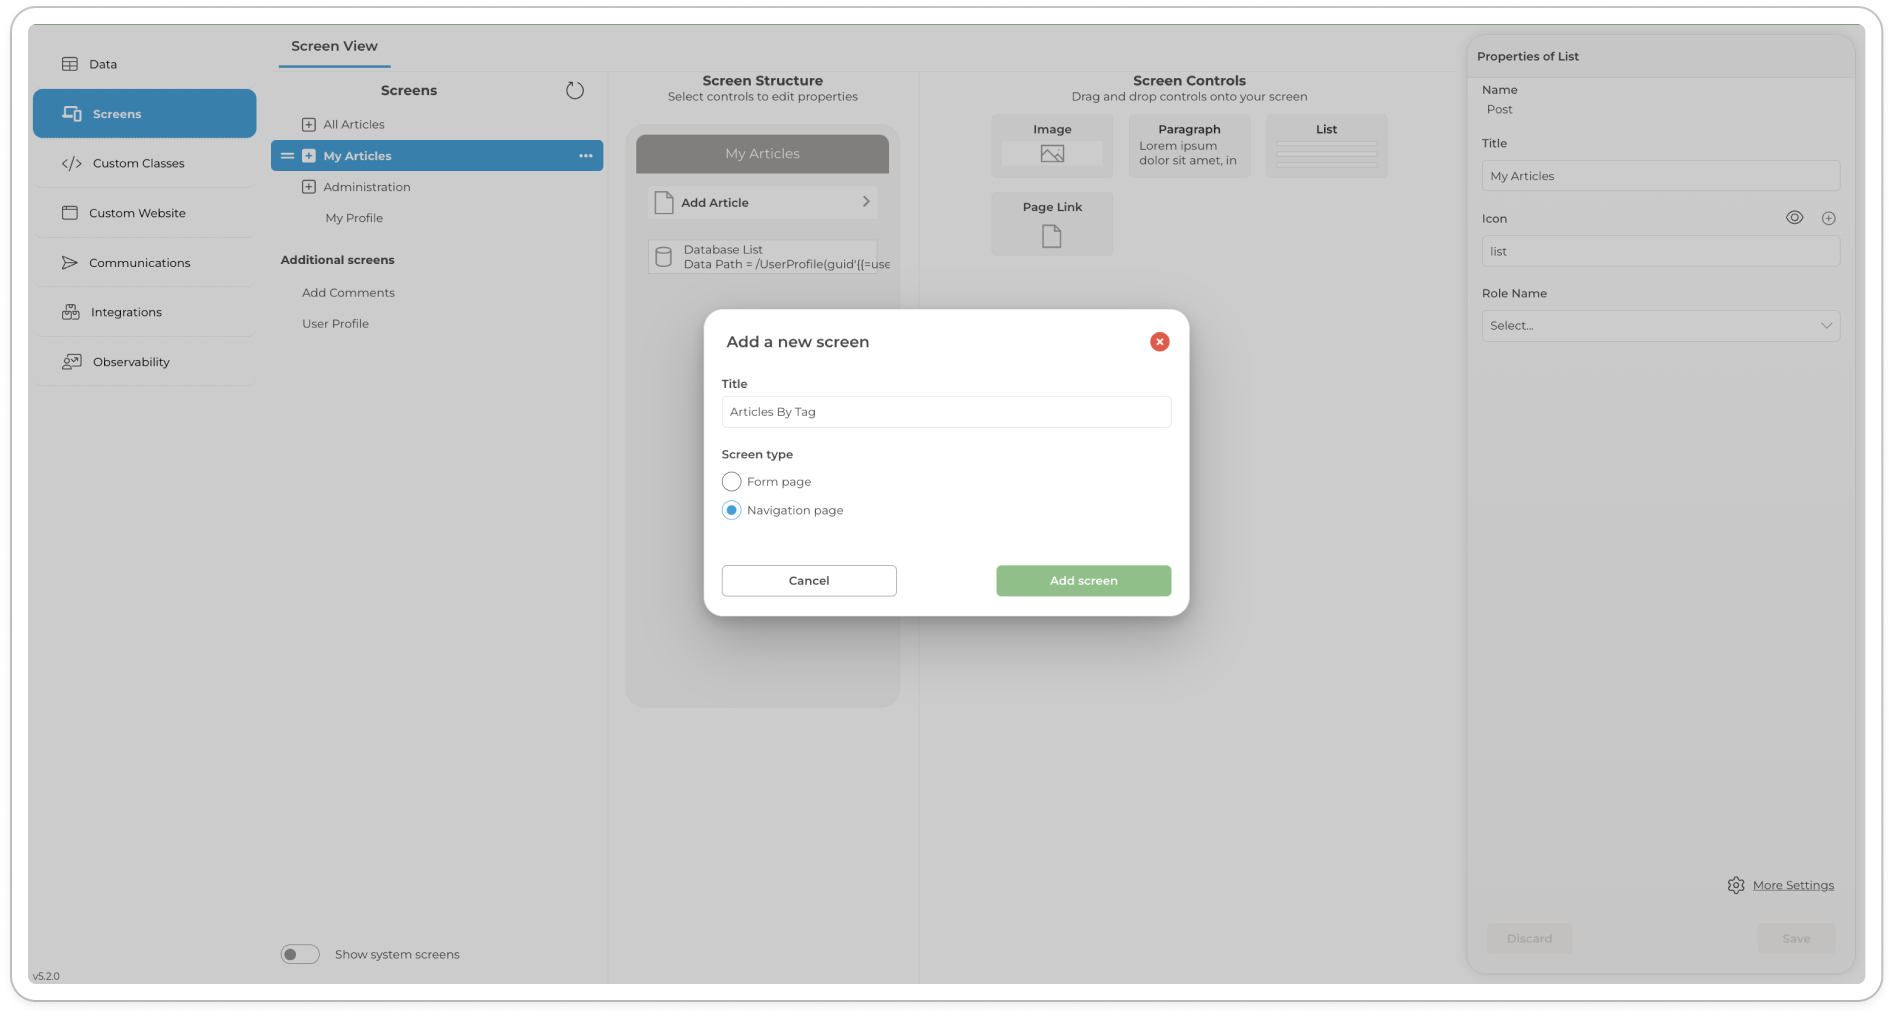 Data
Screens
Custom Classes
Custom Website
Communications
Integrations
Observability
v5.2.0
Screen View
Screens
All Articles
My Articles
Administration
My Profile
Additional screens
Add Comments
User Profile
Show system screens
Screen Structure
Select controls to edit properties
My Articles
Add Article
Database List
Data Path = /UserProfile(guid'{{=use
Screen Controls
Drag and drop controls onto your screen
Image
Paragraph
Lorem ipsum
dolor sit amet, in
List
Page Link
Add a new screen
Title
Articles By Tag
Screen type
Form page
Navigation page
Cancel
Add screen
Properties of List
Name
Post
Title
My Articles
Icon
list
Role Name
Select...
More Settings
Discard
Save